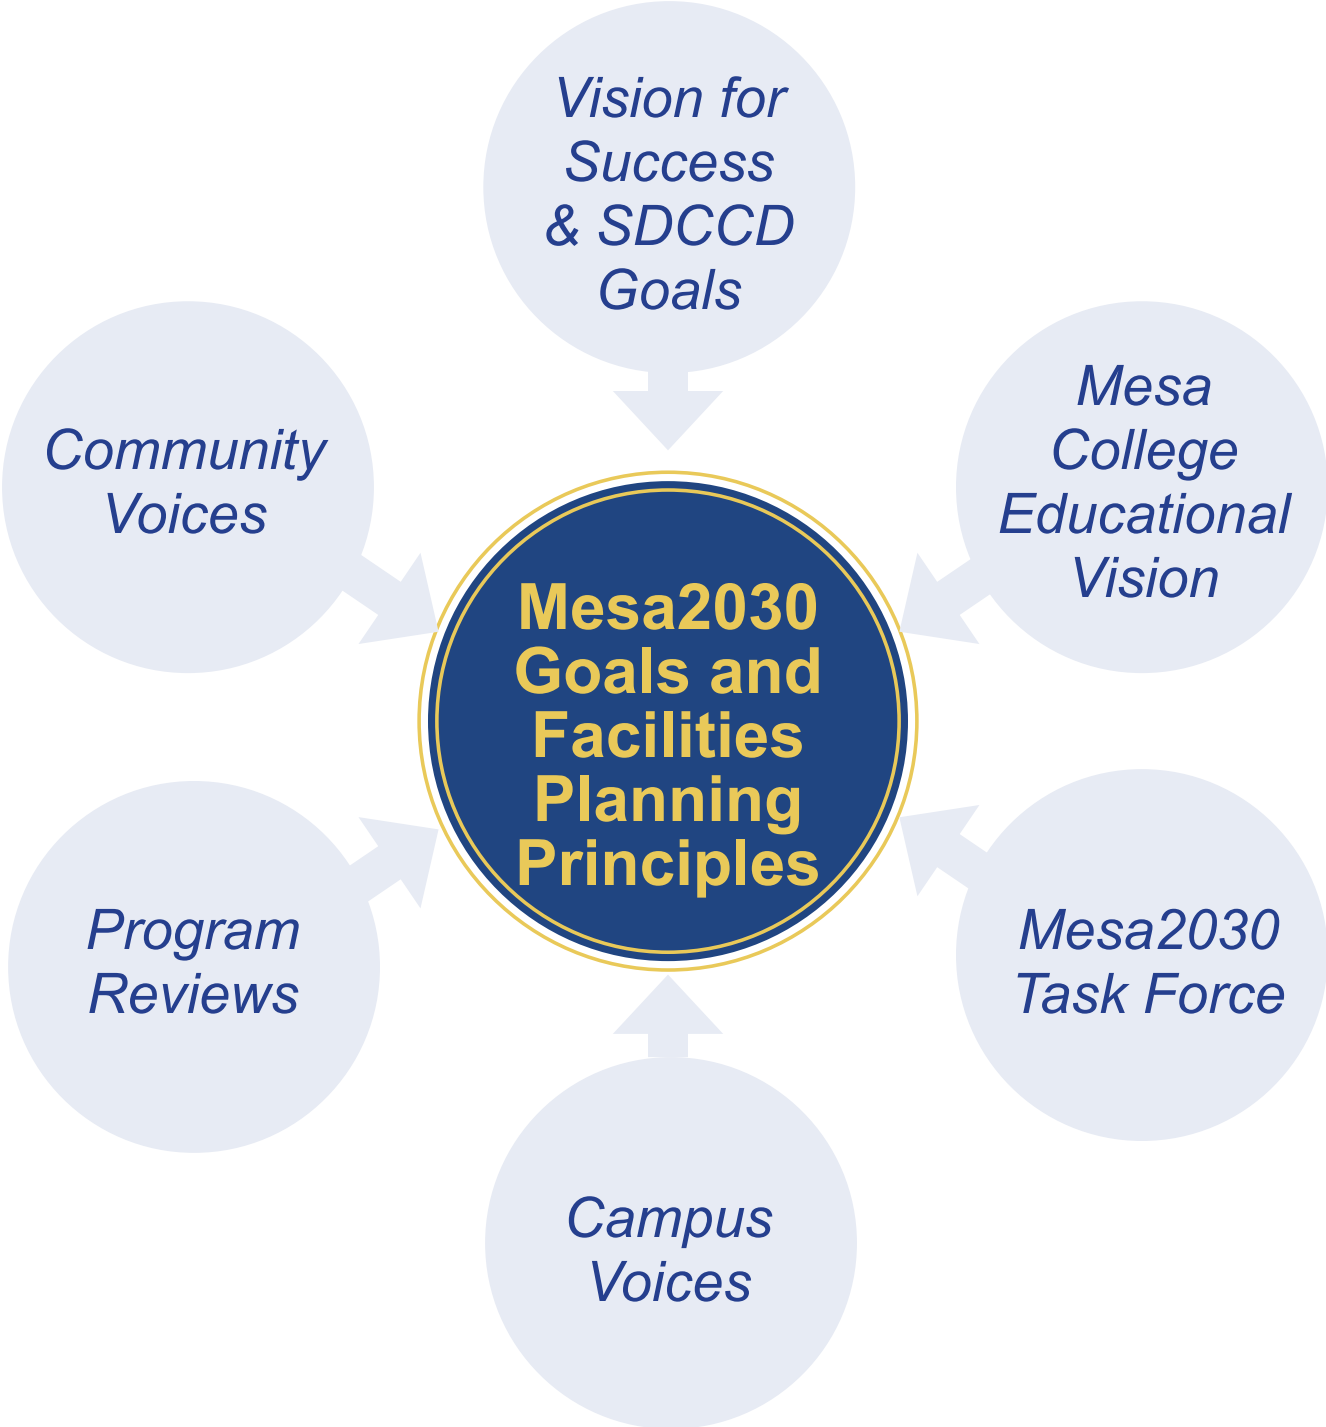 Vision for
Success
& SDCCD
Goals
Community
Voices
Mesa
College
Educational
Vision
Mesa2030
Goals and
Facilities
Planning
Principles
Program
Reviews
Mesa2030
Task Force
Campus
Voices